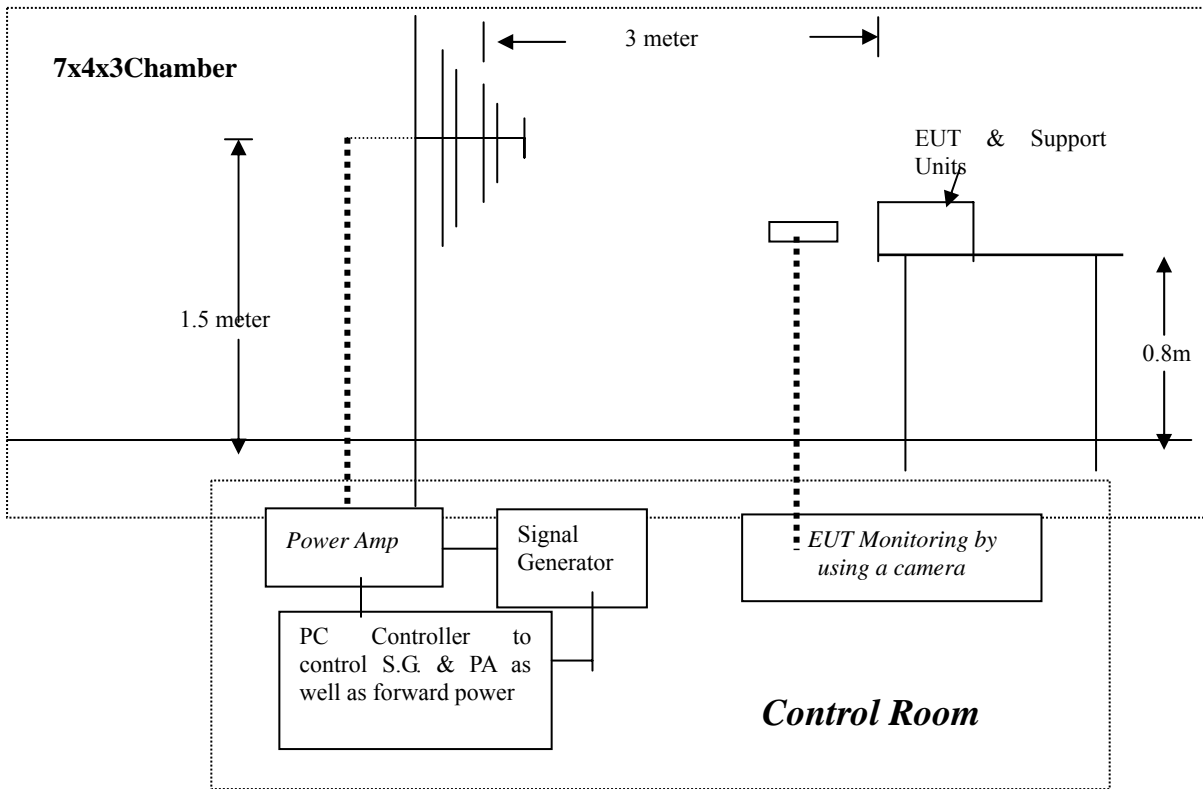 3 meter
7x4x3Chamber
EUT & Support
Units
1.5 meter
0.8m
Power Amp
Signal
Generator
EUT Monitoring by
using a camera
PC Controller to
control S.G. & PA as
well as forward power
Control Room